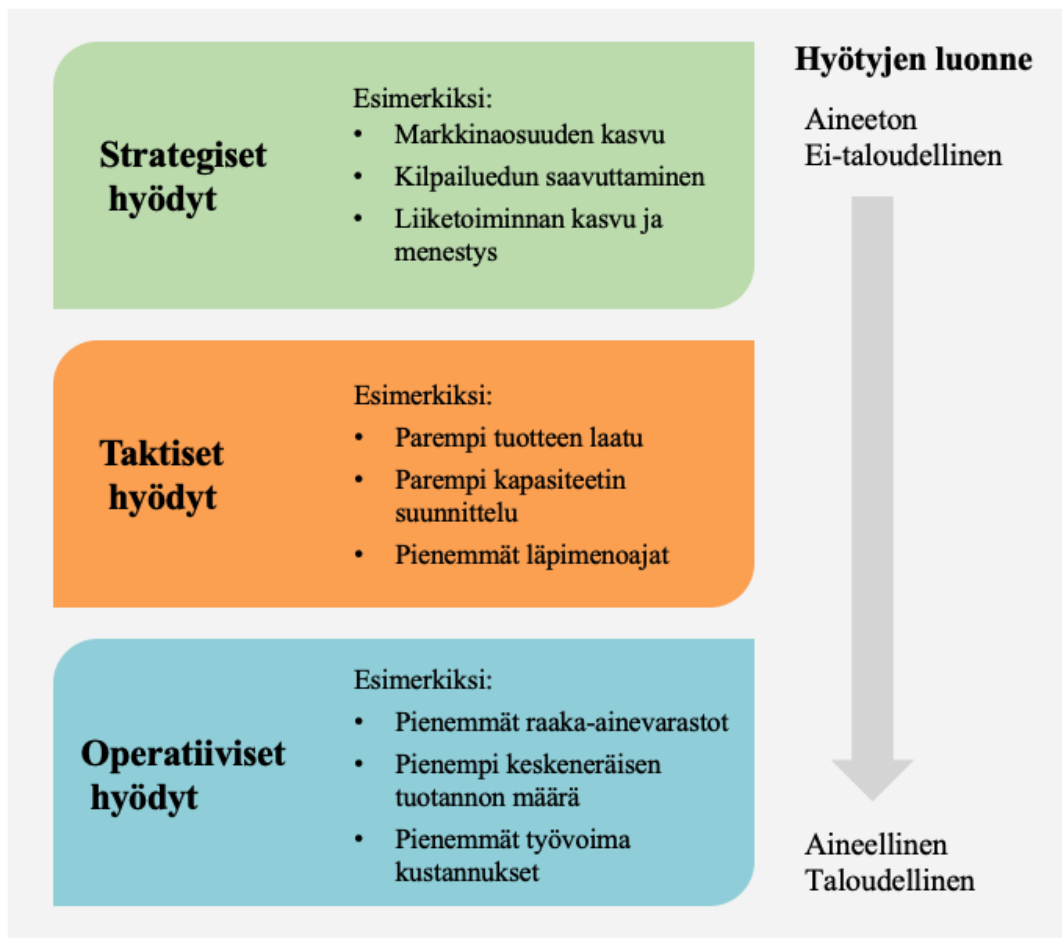 Strategiset
hyödyt
Esimerkiksi:
• Markkinaosuuden kasvu
• Kilpailuedun saavuttaminen
• Liiketoiminnan kasvu ja
menestys
Taktiset
hyödyt
Esimerkiksi:
• Parempi tuotteen laatu
• Parempi kapasiteetin
suunnittelu
• Pienemmät läpimenoajat
Operatiiviset
hyödyt
Esimerkiksi:
• Pienemmät raaka-ainevarastot
• Pienempi keskeneräisen
tuotannon määrä
• Pienemmät työvoima
kustannukset
Hyötyjen luonne
Aineeton
Ei-taloudellinen
Aineellinen
Taloudellinen